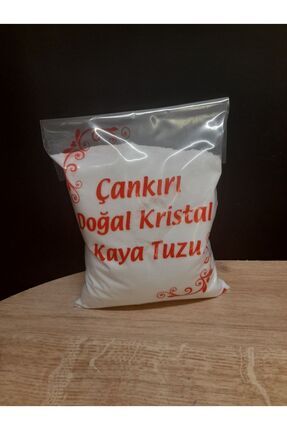 Çankırı
Doğal Kristal
Kaya Tuzu